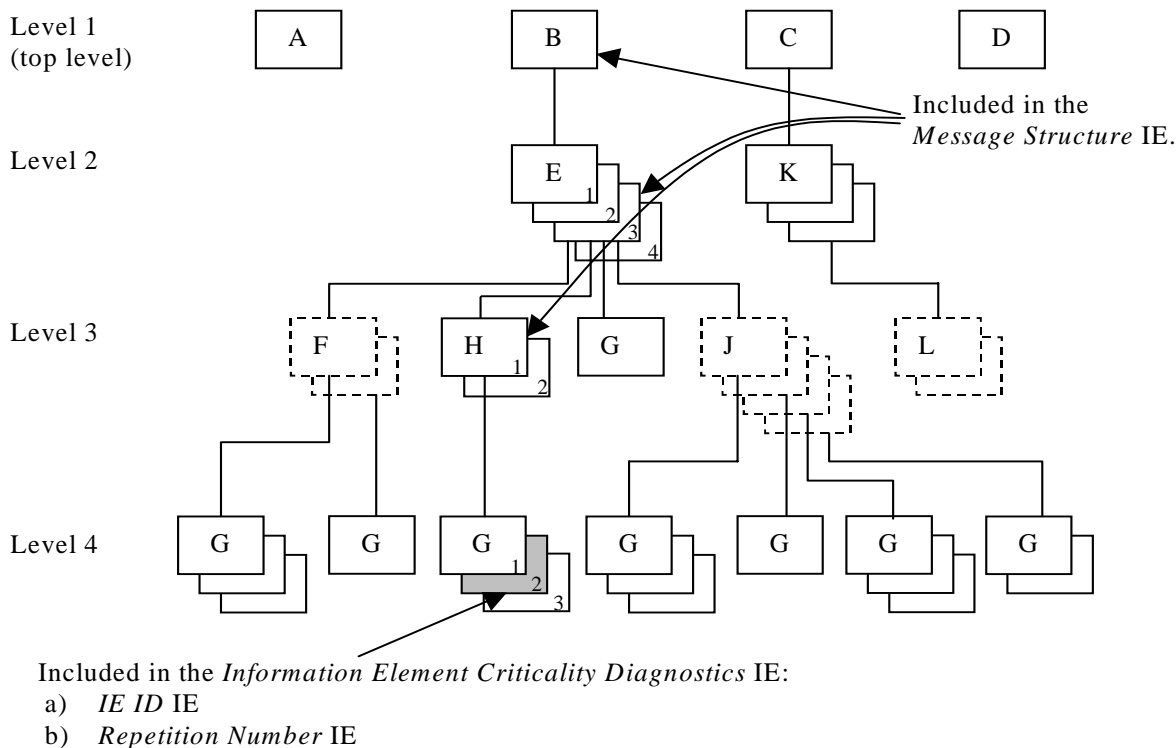 Level 1
(top level)
A B C D
Included in the
Message Structure IE.
Level 2
E 1 2 3 4 K
Level 3
F H 1 2 G J L
Level 4
G G G 1 2 3 G G G G
Included in the Information Element Criticality Diagnostics IE:
a) IE ID IE
b) Repetition Number IE